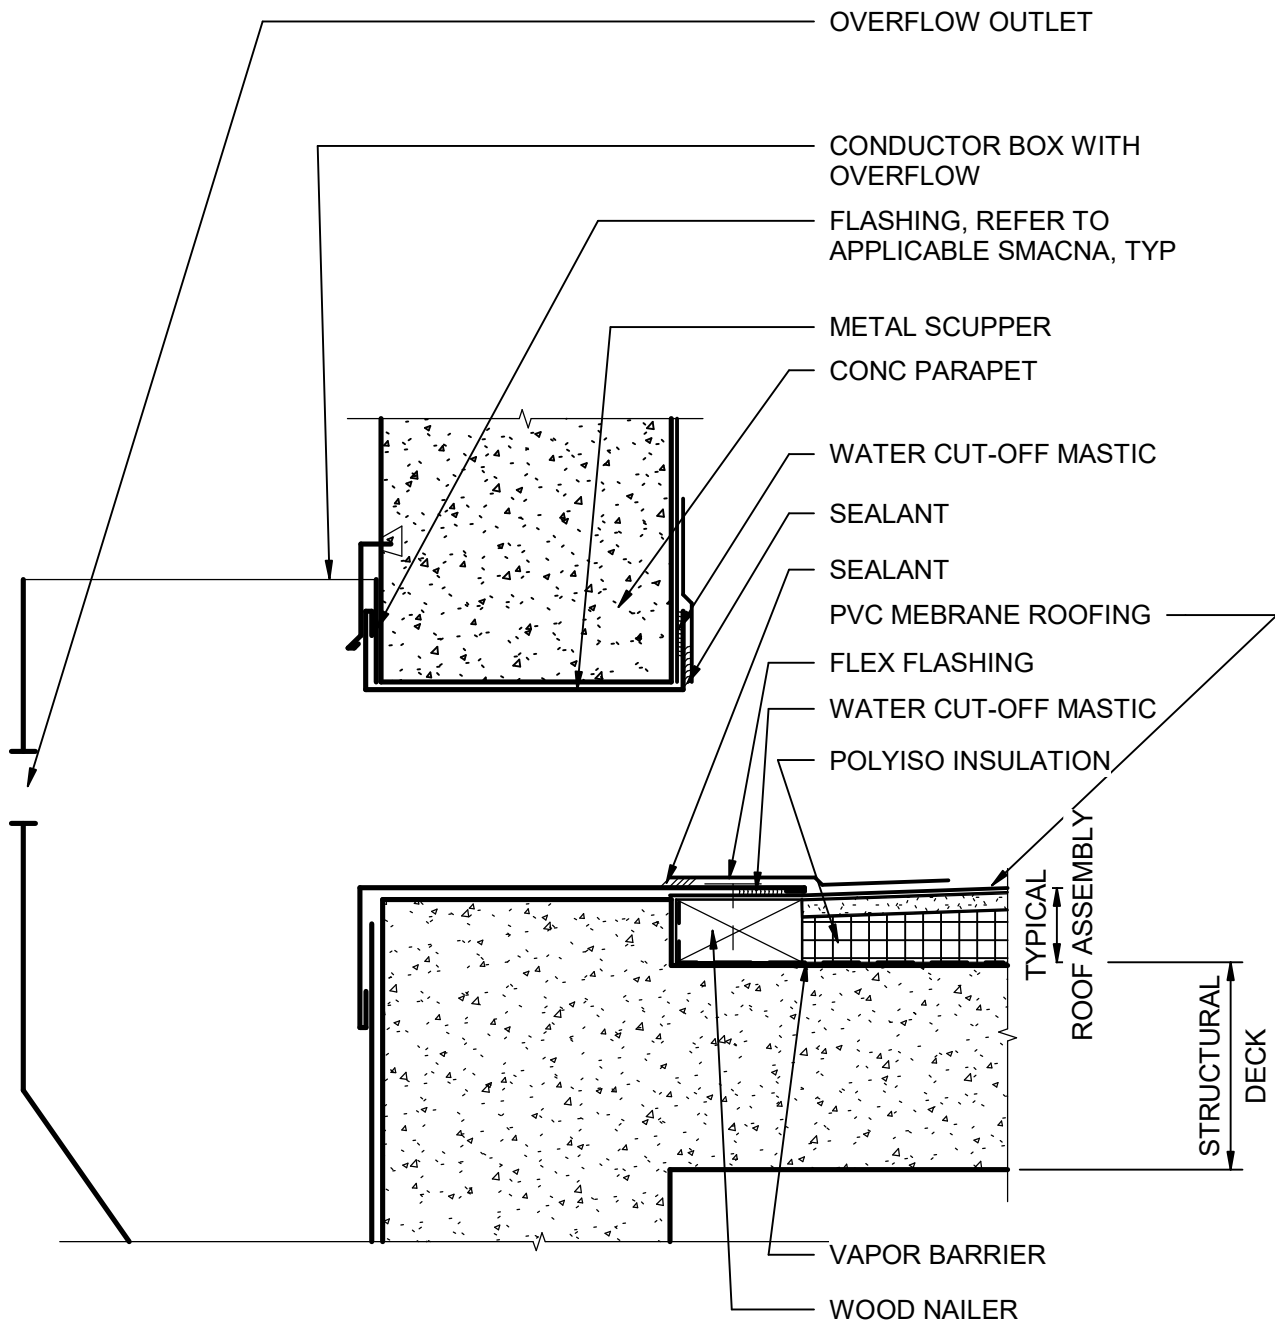 OVERFLOW OUTLET
CONDUCTOR BOX WITH
OVERFLOW
FLASHING, REFER TO
APPLICABLE SMACNA, TYP
METAL SCUPPER
CONC PARAPET
WATER CUT-OFF MASTIC
SEALANT
SEALANT
PVC MEBRANE ROOFING
FLEX FLASHING
WATER CUT-OFF MASTIC
POLYISO INSULATION
TYPICAL
ROOF ASSEMBLY
STRUCTURAL
DECK
VAPOR BARRIER
WOOD NAILER